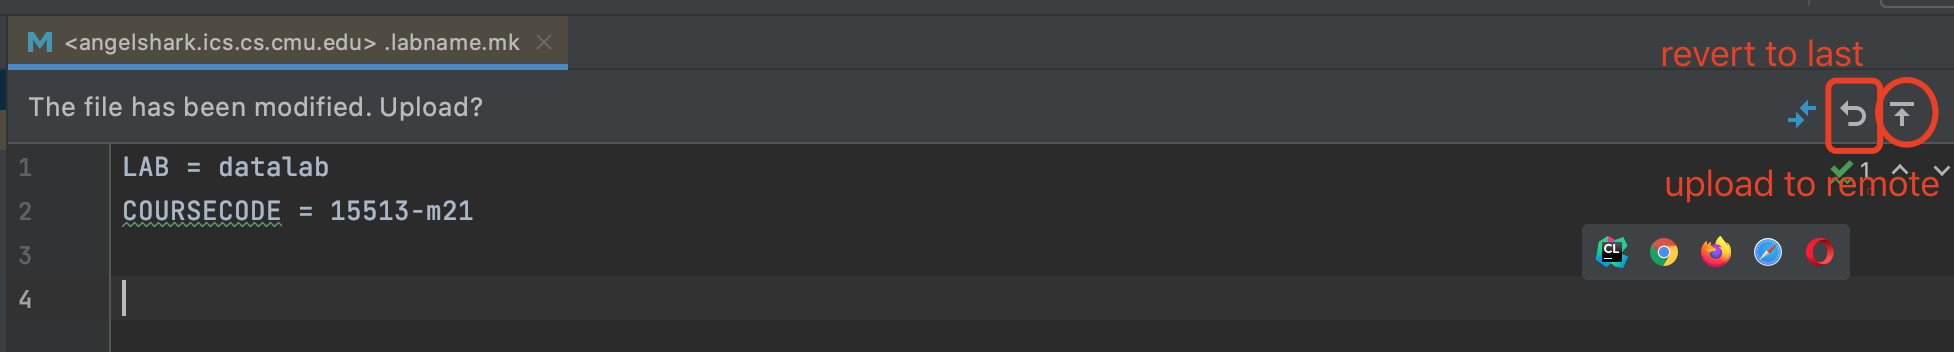 <angelshark.ics.cs.cmu.edu> .labname.mk
revert to last
The file has been modified. Upload?
1 LAB = datalab
1
upload to remote
2 COURSECODE = 15513-m21
3
CL
4